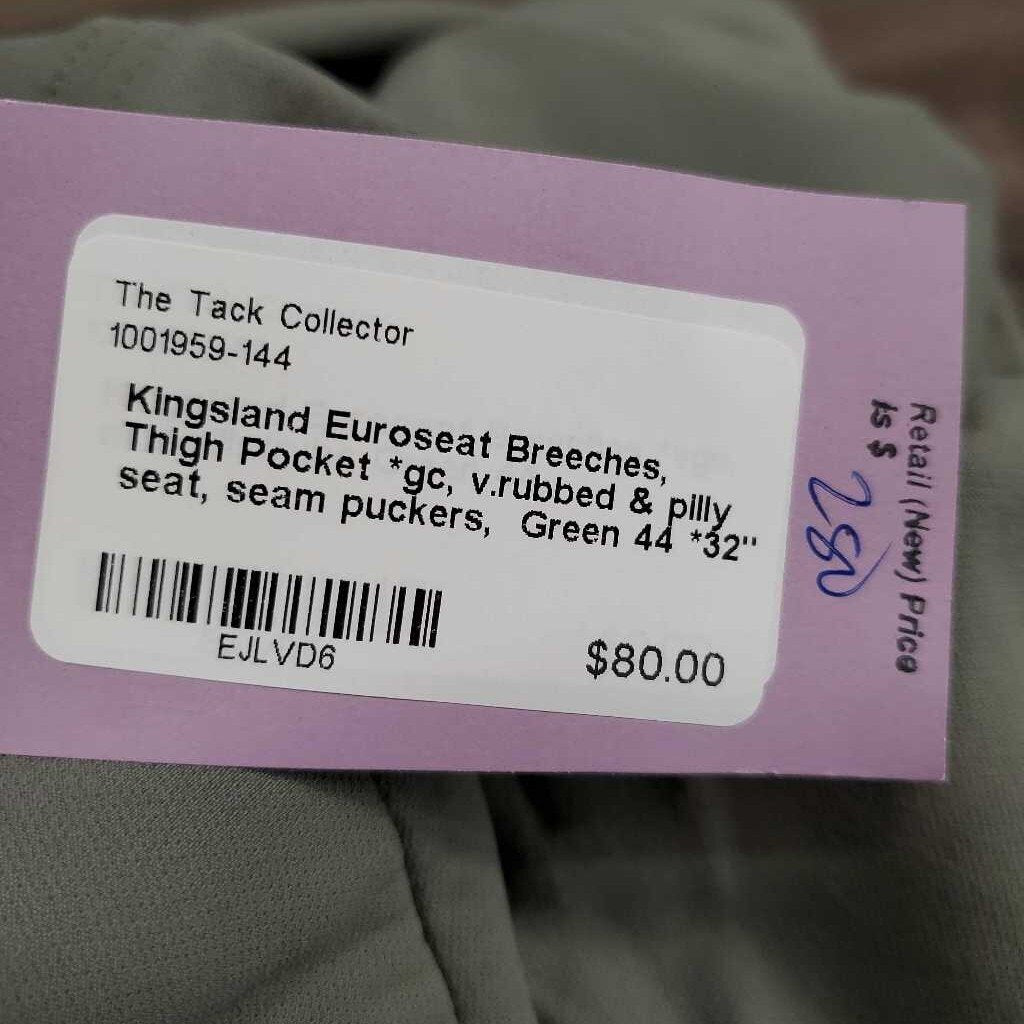 The Tack Collector
1001959-144
Kingsland Euroseat Breeches,
Thigh Pocket *gc, v.rubbed & pilly
seat, seam puckers, Green 44 *32"
EJLVD6
$80.00
Retail (New) Price
is $
280